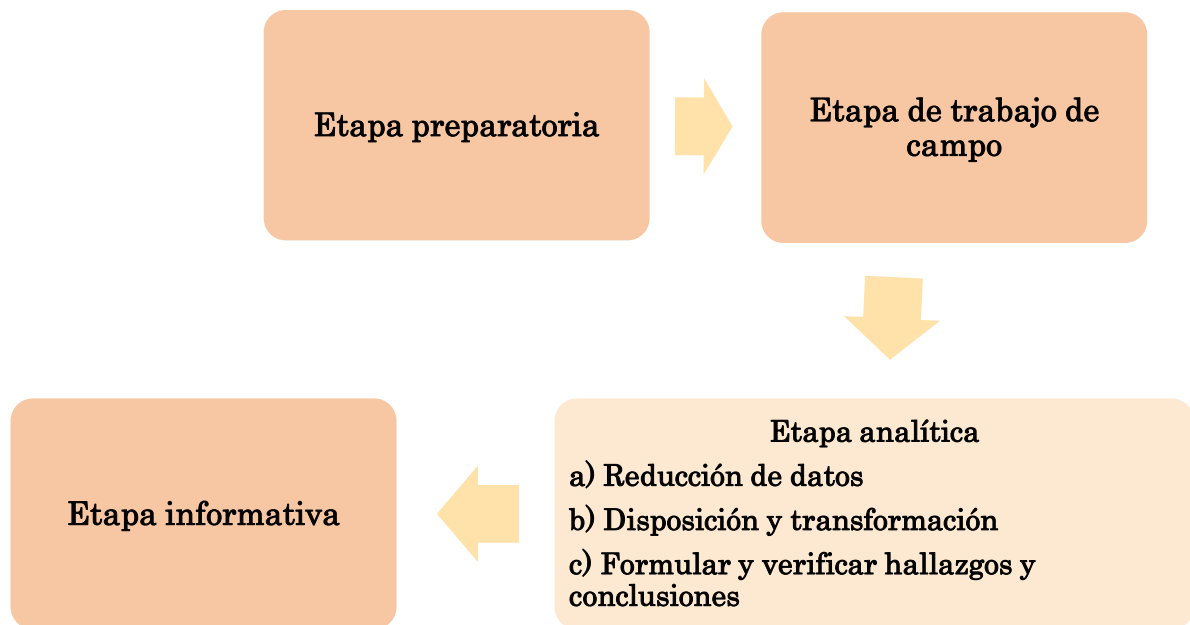 Etapa preparatoria
Etapa de trabajo de
campo
Etapa analítica
a) Reducción de datos
b) Disposición y transformación
c) Formular y verificar hallazgos y
conclusiones
Etapa informativa